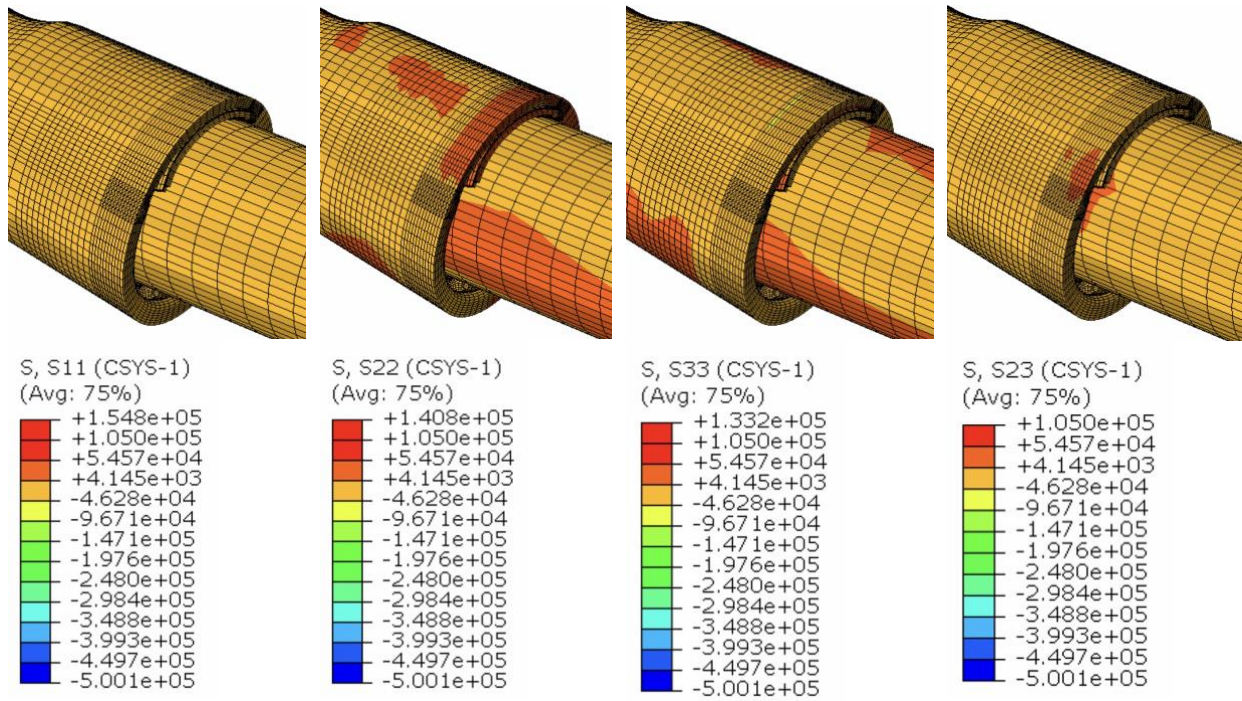 S, S11 (CSYS-1)
(Avg: 75%)
+1.548e+05
+1.050e+05
+5.457e+04
+4.145e+03
-4.628e+04
-9.671e+04
-1.471e+05
-1.976e+05
-2.480e+05
-2.984e+05
-3.488e+05
-3.993e+05
-4.497e+05
-5.001e+05
S, S22 (CSYS-1)
(Avg: 75%)
+1.408e+05
+1.050e+05
+5.457e+04
+4.145e+03
-4.628e+04
-9.671e+04
-1.471e+05
-1.976e+05
-2.480e+05
-2.984e+05
-3.488e+05
-3.993e+05
-4.497e+05
-5.001e+05
S, S33 (CSYS-1)
(Avg: 75%)
+1.332e+05
+1.050e+05
+5.457e+04
+4.145e+03
-4.628e+04
-9.671e+04
-1.471e+05
-1.976e+05
-2.480e+05
-2.984e+05
-3.488e+05
-3.993e+05
-4.497e+05
-5.001e+05
S, S23 (CSYS-1)
(Avg: 75%)
+1.050e+05
+5.457e+04
+4.145e+03
-4.628e+04
-9.671e+04
-1.471e+05
-1.976e+05
-2.480e+05
-2.984e+05
-3.488e+05
-3.993e+05
-4.497e+05
-5.001e+05